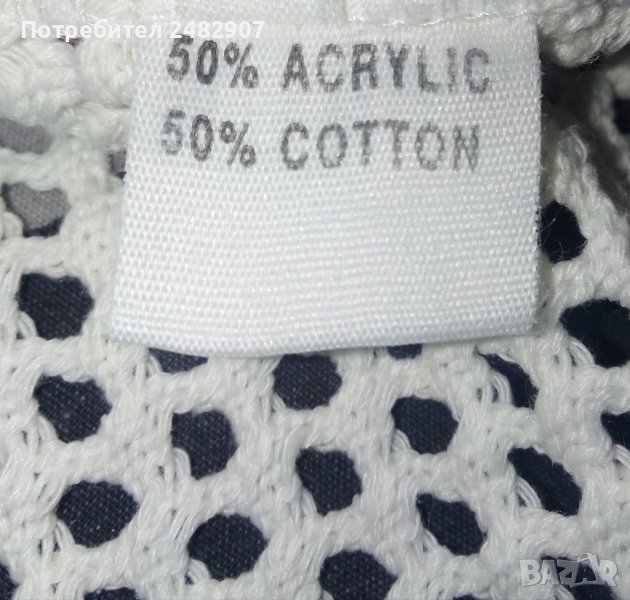 Потребител 2482907
50% ACRYLIC
50% COTTON
BAZAR